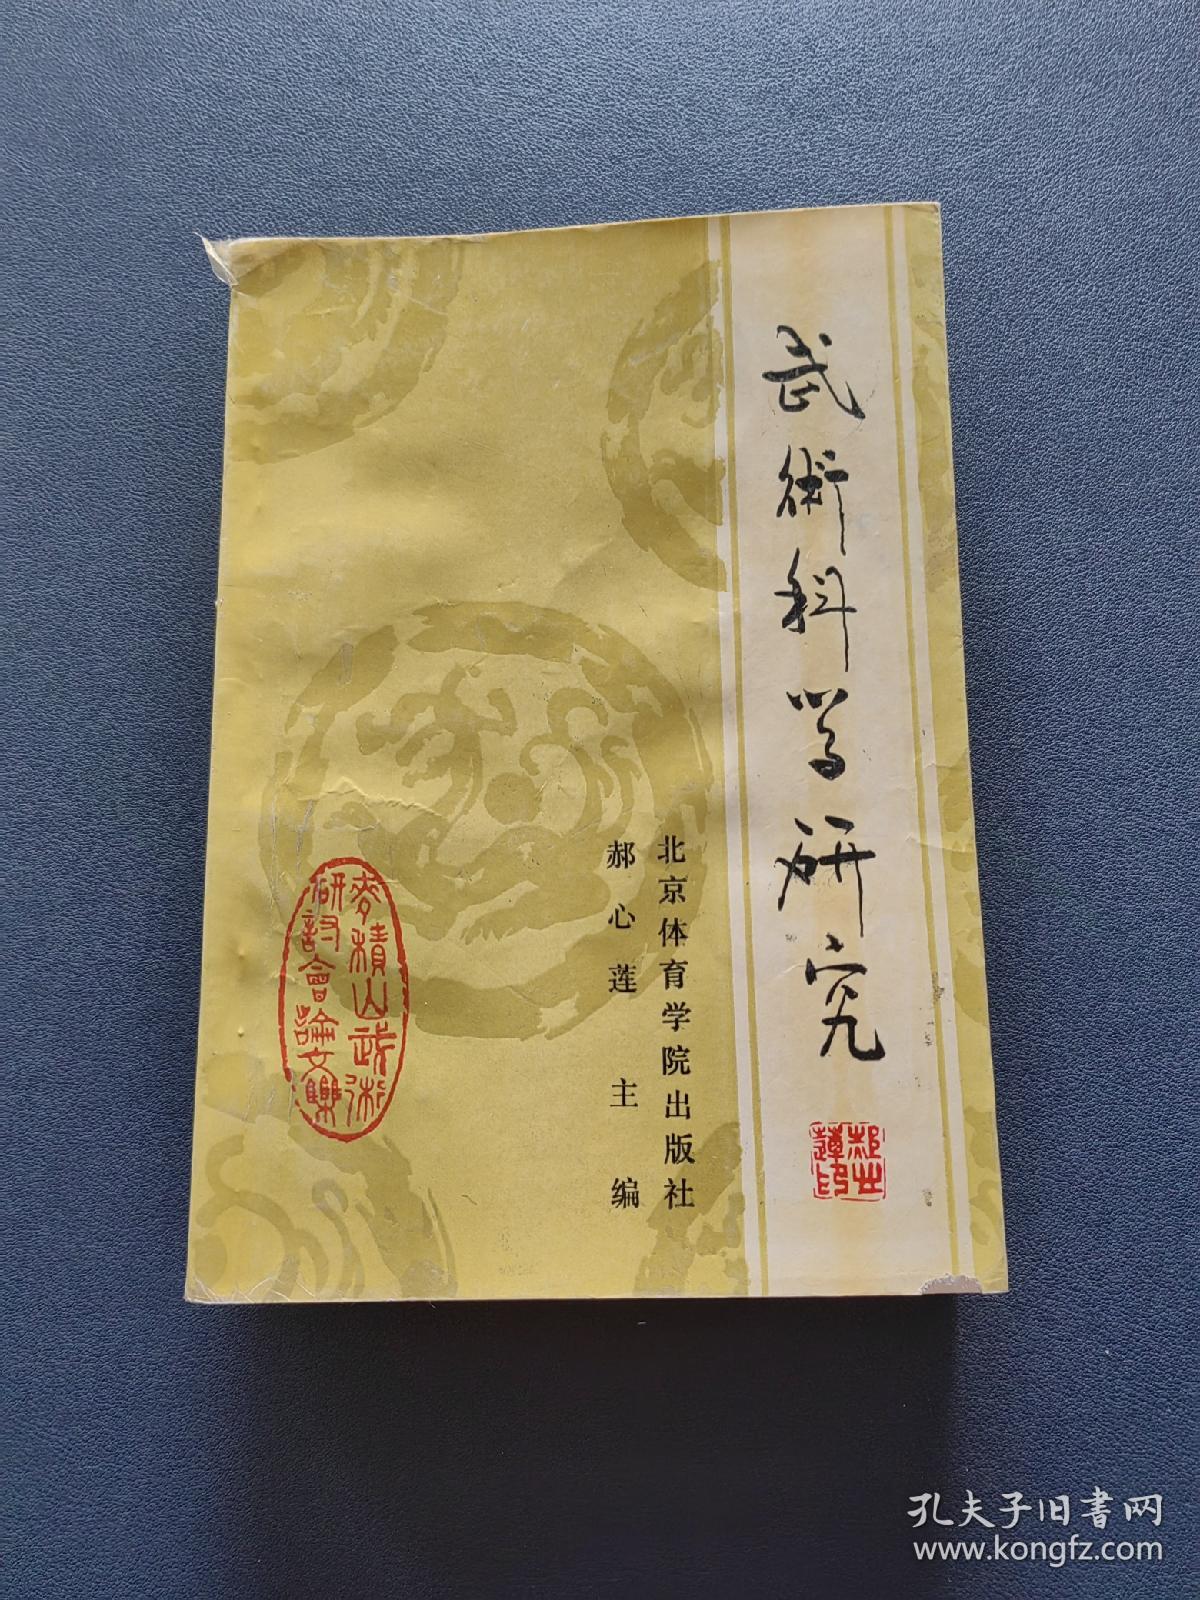 武術科学研究
北京体育学院出版社
郝心莲 主编
麥積山武術
研討會論文集
孔夫子旧書网
www.kongfz.com